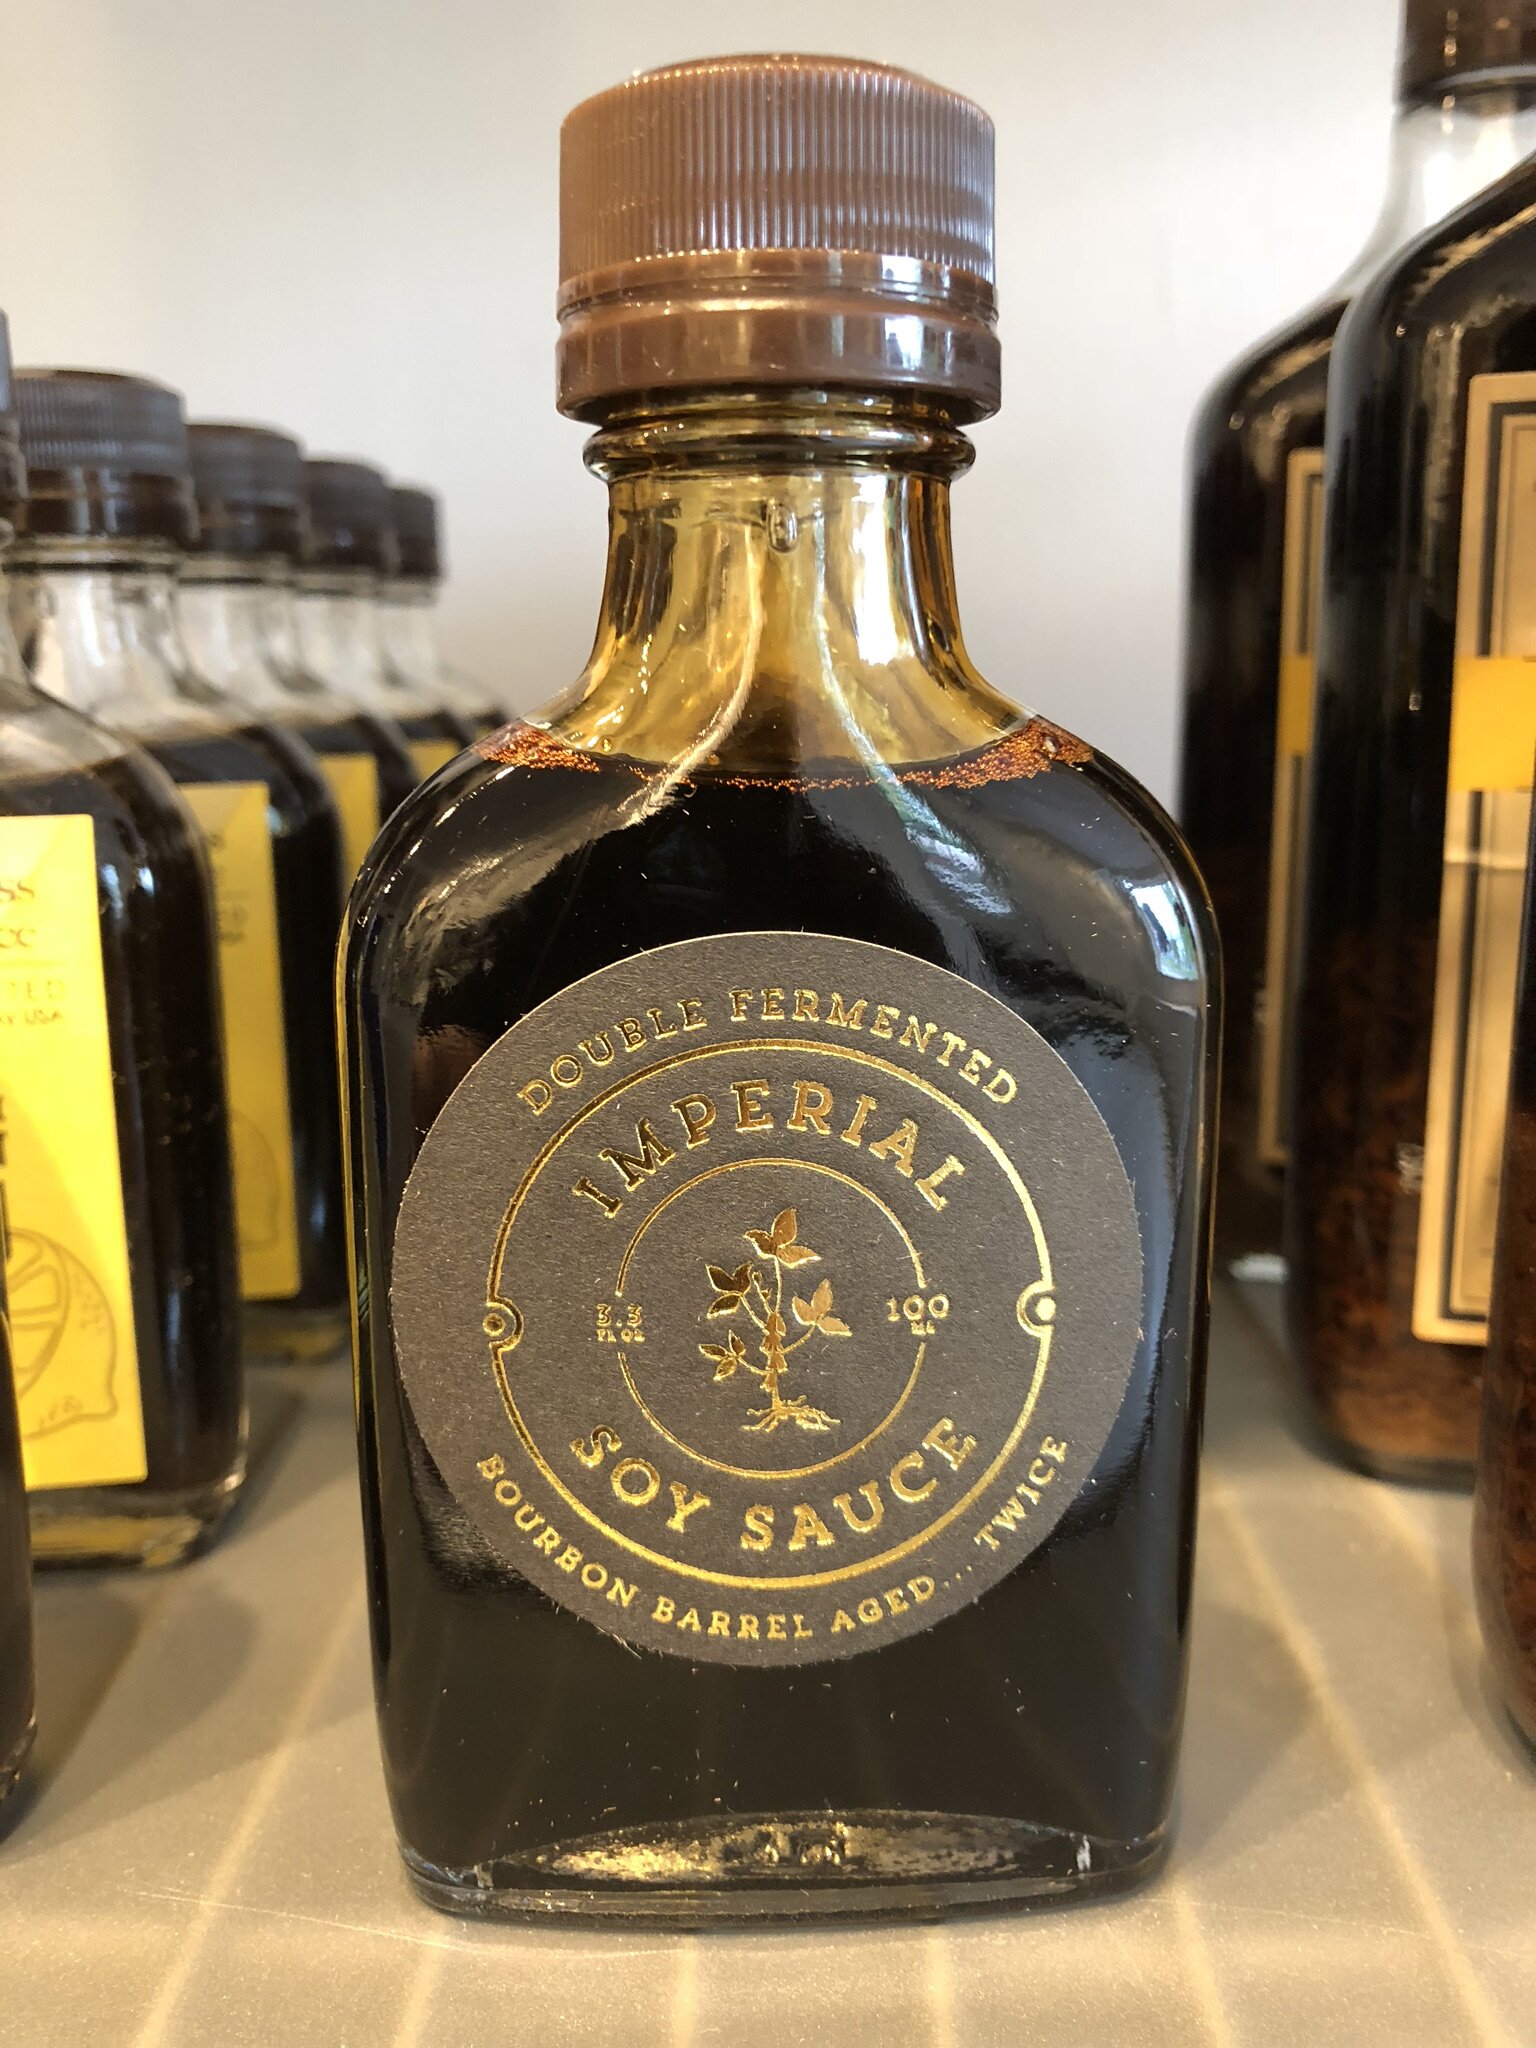 DOUBLE FERMENTED
IMPERIAL
3.3
FL OZ
100
ML
SOY SAUCE
BOURBON BARREL AGED... TWICE